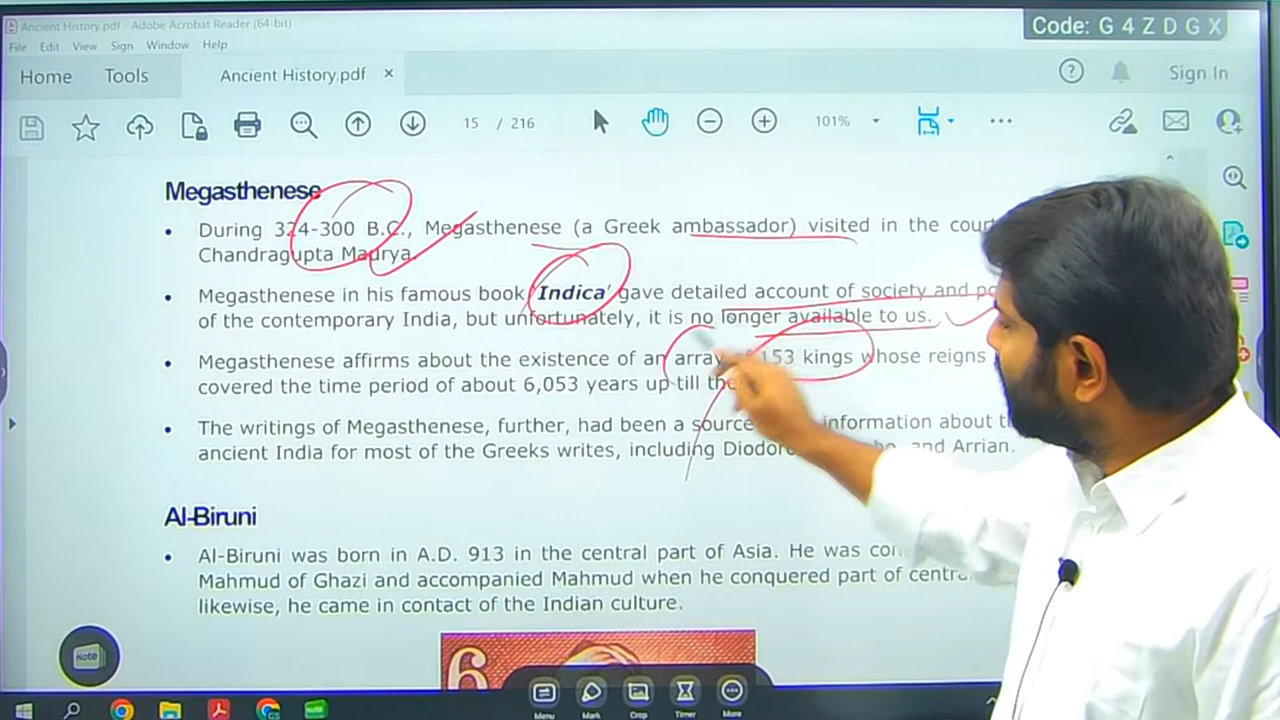 Ancient History.pdf - Adobe Acrobat Reader (64-bit)
Code: G 4 Z D G X
File Edit View Sign Window Help
Home Tools Ancient History.pdf × Sign In
15 / 216 101%
Megasthenese
• During 324-300 B.C., Megasthenese (a Greek ambassador) visited in the
Chandragupta Maurya.
• Megasthenese in his famous book 'Indica' gave detailed account of society and
of the contemporary India, but unfortunately, it is no longer available to us.
• Megasthenese affirms about the existence of an array of 153 kings whose reigns
covered the time period of about 6,053 years up till
• The writings of Megasthenese, further, had been a source information about
ancient India for most of the Greeks writes, including and Arrian.
Al-Biruni
• Al-Biruni was born in A.D. 913 in the central part of Asia. He was
Mahmud of Ghazi and accompanied Mahmud when he conquered part of
likewise, he came in contact of the Indian culture.
6
Note
Menu Mark Crop Timer More